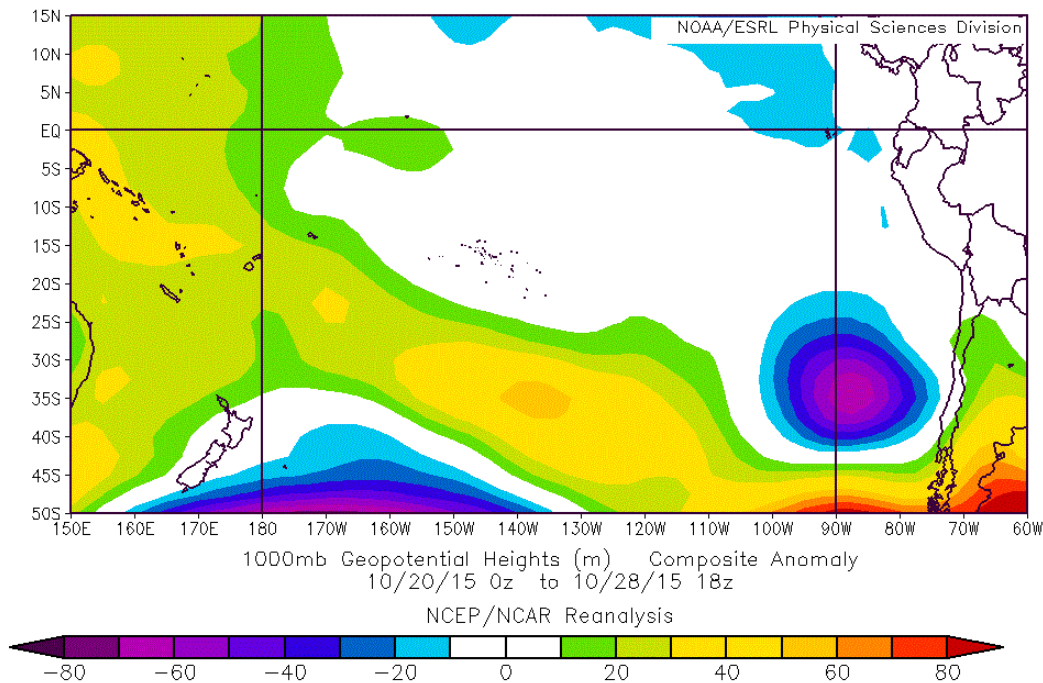 NOAA/ESRL Physical Sciences Division
15N
10N
5N
EQ
5S
10S
15S
20S
25S
30S
35S
40S
45S
50S
150E 160E 170E 180 170W 160W 150W 140W 130W 120W 110W 100W 90W 80W 70W 60W
1000mb Geopotential Heights (m) Composite Anomaly
10/20/15 0z to 10/28/15 18z
NCEP/NCAR Reanalysis
−80 −60 −40 −20 0 20 40 60 80